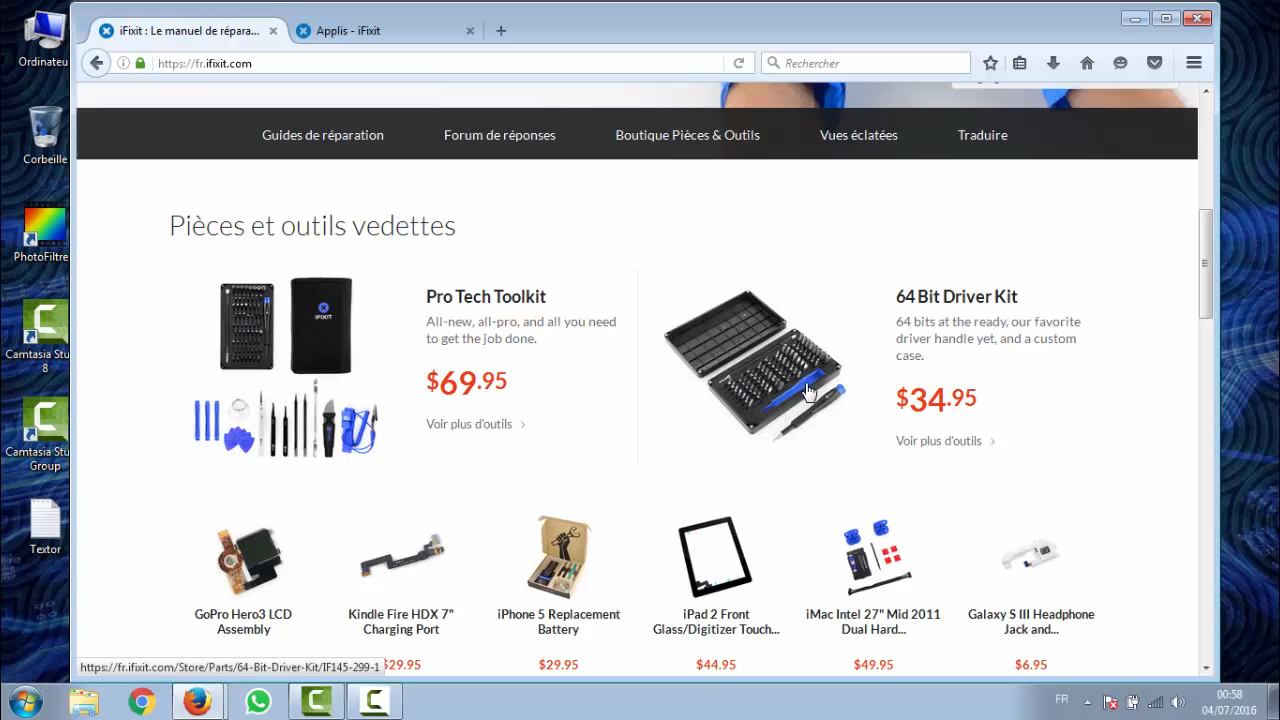 Ordinateur
Corbeille
PhotoFiltre
Camtasia Stu
8
Camtasia Stu
Group
Textor
iFixit : Le manuel de répara...
Applis - iFixit
https://fr.ifixit.com
Rechercher
Guides de réparation
Forum de réponses
Boutique Pièces & Outils
Vues éclatées
Traduire
Pièces et outils vedettes
IFIXIT
Pro Tech Toolkit
All-new, all-pro, and all you need
to get the job done.
$69.95
Voir plus d'outils
64 Bit Driver Kit
64 bits at the ready, our favorite
driver handle yet, and a custom
case.
$34.95
Voir plus d'outils
GoPro Hero3 LCD
Assembly
Kindle Fire HDX 7"
Charging Port
$29.95
iPhone 5 Replacement
Battery
$29.95
iPad 2 Front
Glass/Digitizer Touch...
$44.95
iMac Intel 27" Mid 2011
Dual Hard...
$49.95
Galaxy S III Headphone
Jack and...
$6.95
https://fr.ifixit.com/Store/Parts/64-Bit-Driver-Kit/IF145-299-1
FR
00:58
04/07/2016